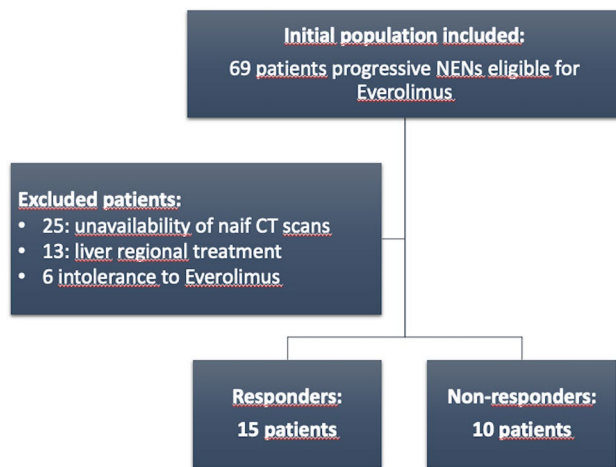 Initial population included:
69 patients progressive NENs eligible for
Everolimus
Excluded patients:
• 25: unavailability of naif CT scans
• 13: liver regional treatment
• 6 intolerance to Everolimus
Responders:
15 patients
Non-responders:
10 patients